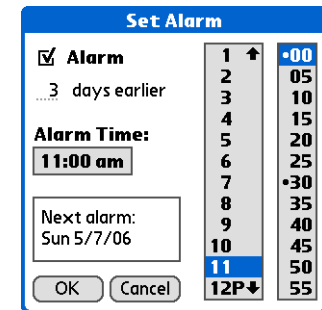 Set Alarm
Alarm
3 days earlier
Alarm Time:
11:00 am
Next alarm:
Sun 5/7/06
OK Cancel
1
2
3
4
5
6
7
8
9
10
11
12P
•00
05
10
15
20
25
•30
35
40
45
50
55